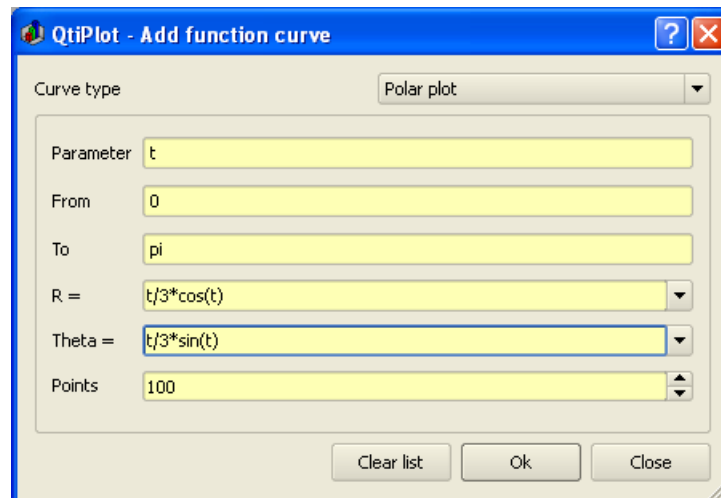 QtiPlot - Add function curve
Curve type Polar plot
Parameter t
From 0
To pi
R = t/3*cos(t)
Theta = t/3*sin(t)
Points 100
Clear list Ok Close